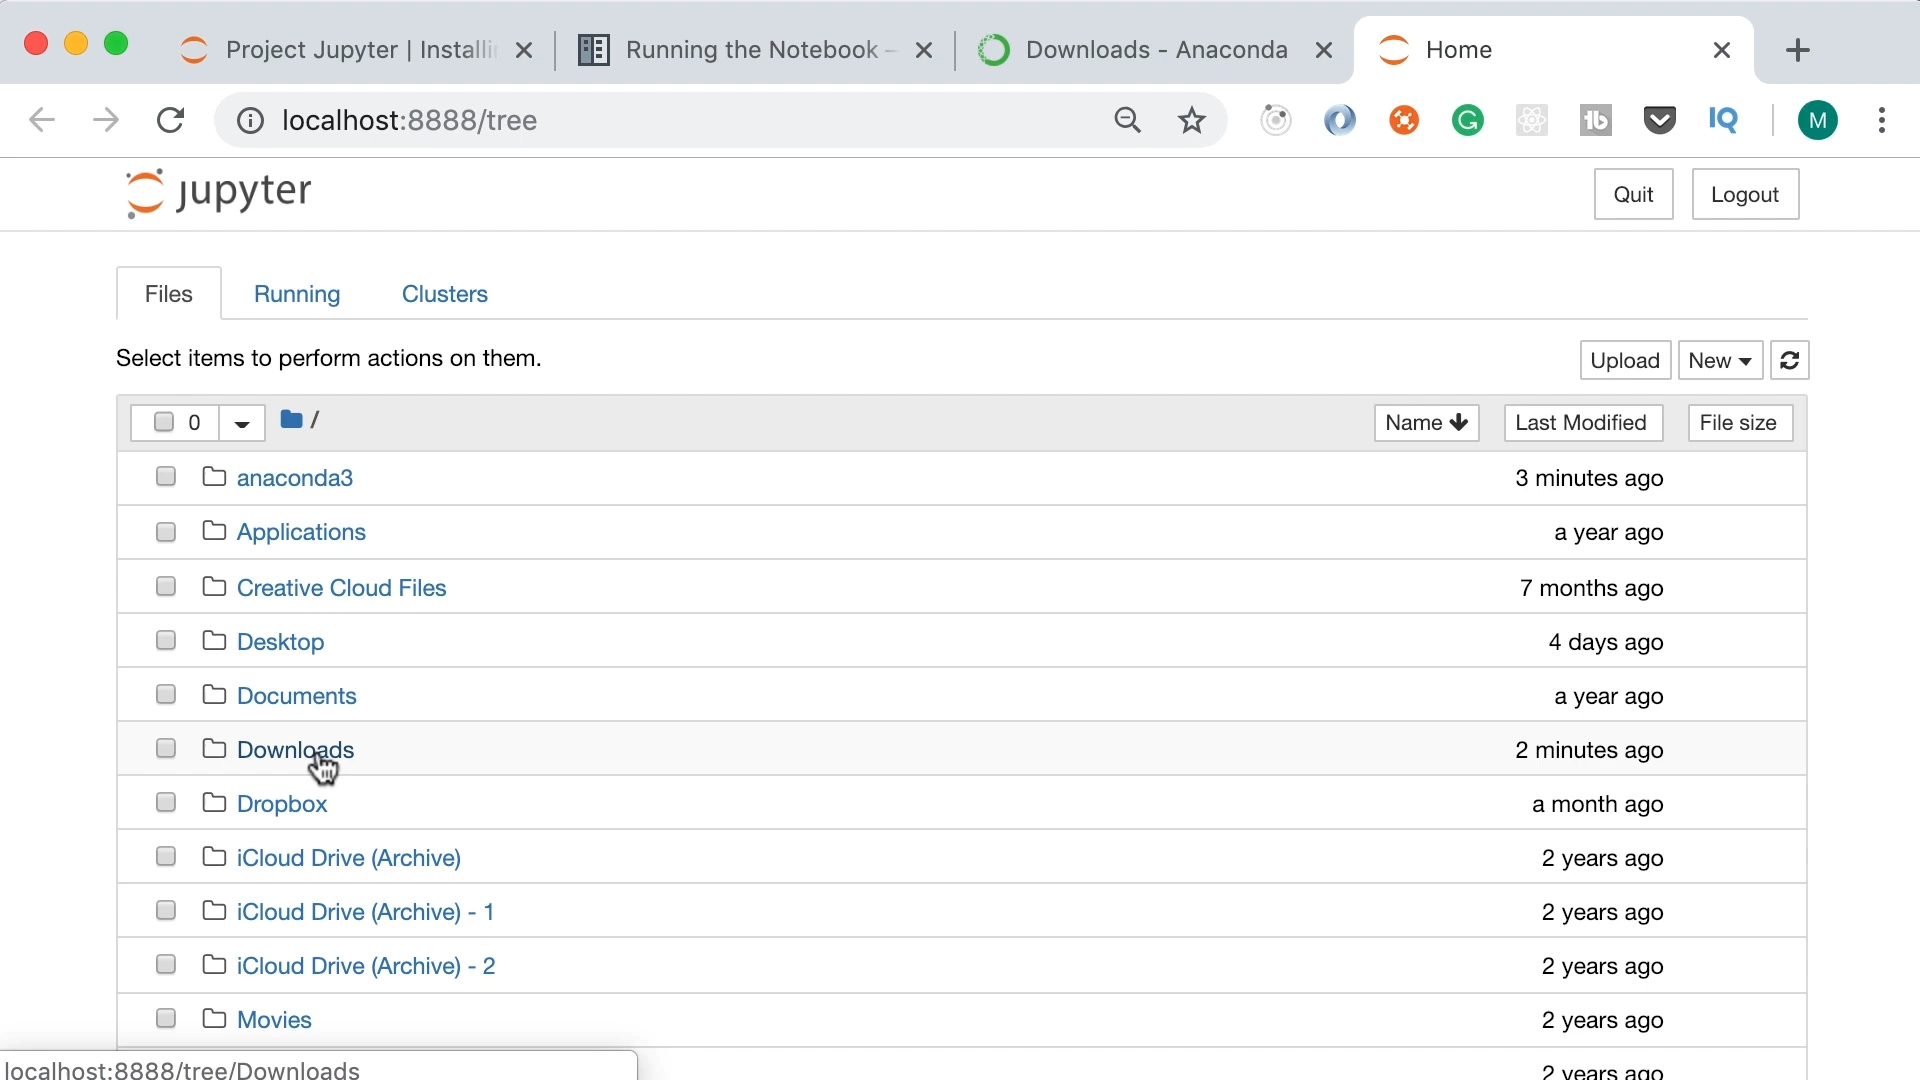 Project Jupyter | Installin
Running the Notebook –
Downloads - Anaconda
Home
localhost:8888/tree
tb
IQ
M
jupyter
Quit
Logout
Files
Running
Clusters
Select items to perform actions on them.
Upload
New
0
/
Name
Last Modified
File size
anaconda3
3 minutes ago
Applications
a year ago
Creative Cloud Files
7 months ago
Desktop
4 days ago
Documents
a year ago
Downloads
2 minutes ago
Dropbox
a month ago
iCloud Drive (Archive)
2 years ago
iCloud Drive (Archive) - 1
2 years ago
iCloud Drive (Archive) - 2
2 years ago
Movies
2 years ago
2 years ago
localhost:8888/tree/Downloads